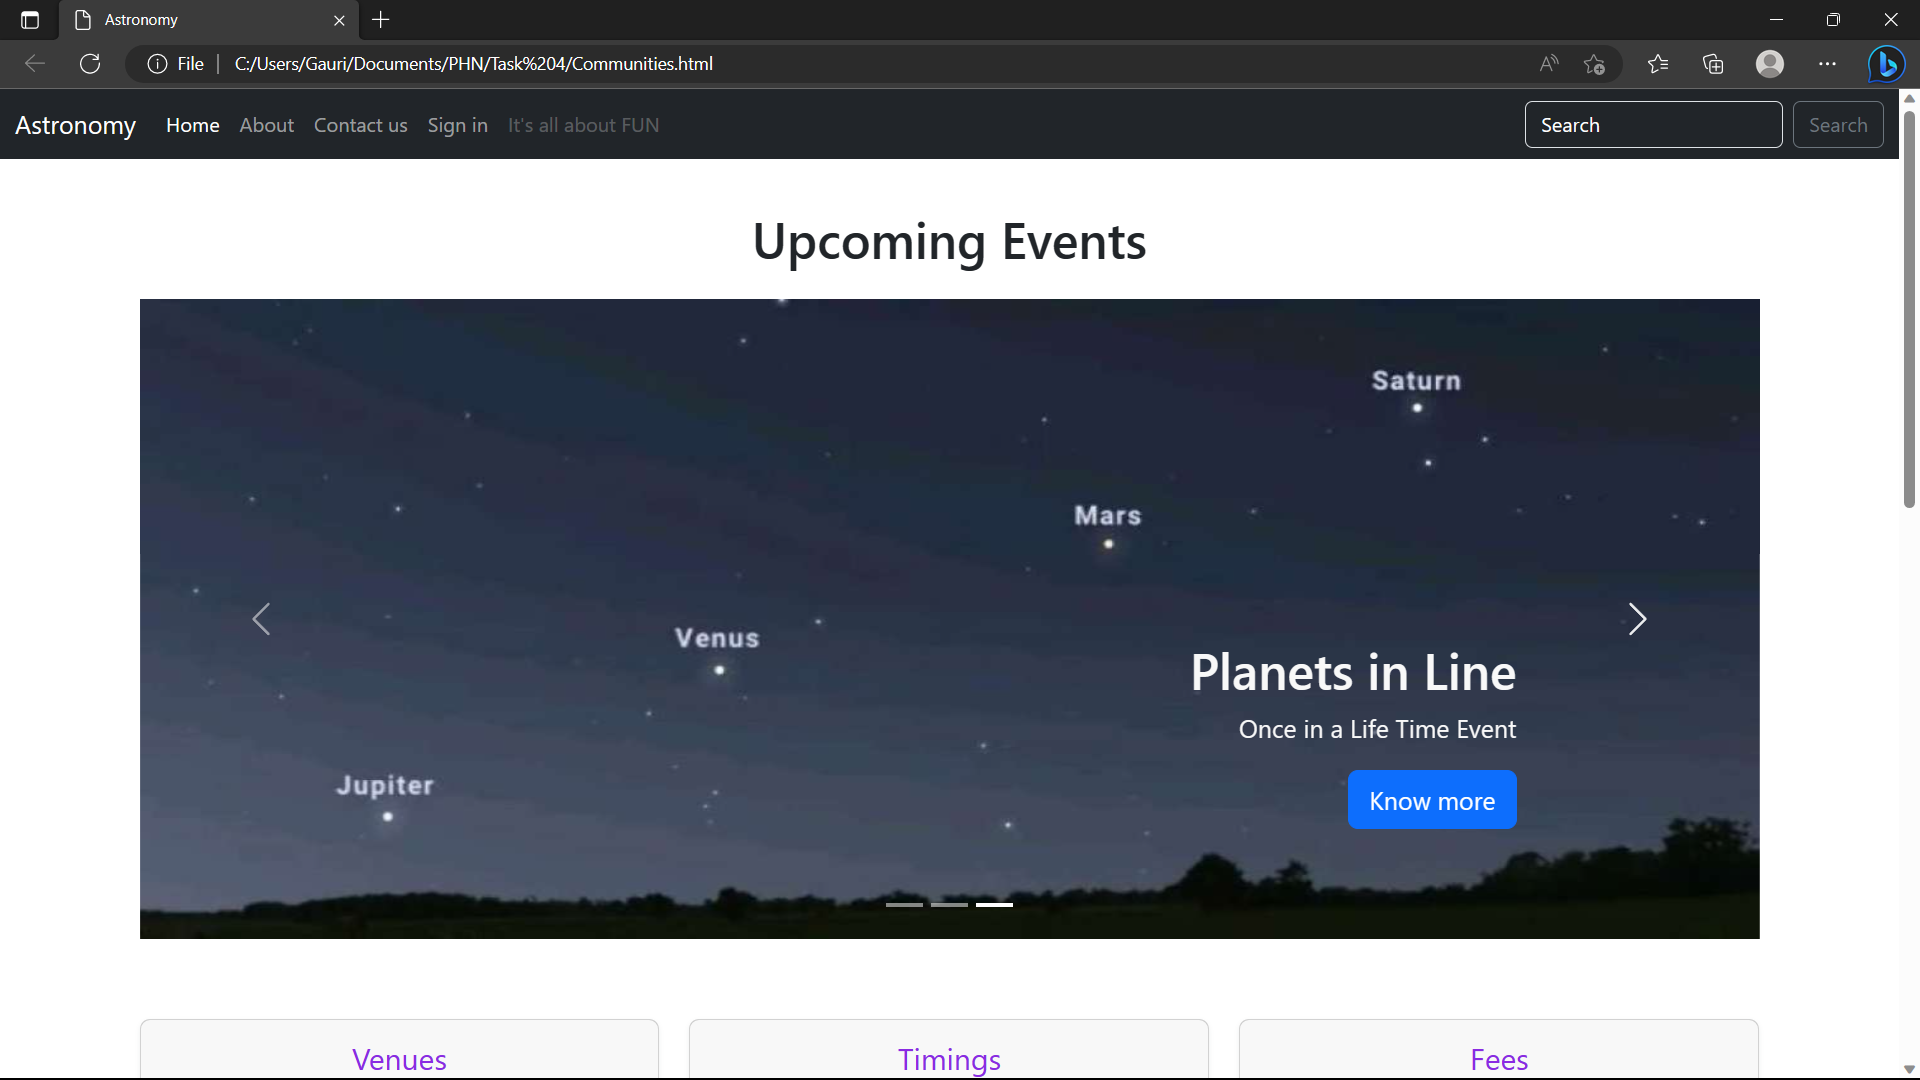 Astronomy
File C:/Users/Gauri/Documents/PHN/Task%204/Communities.html
Astronomy Home About Contact us Sign in It's all about FUN Search Search
Upcoming Events
Saturn
Mars
Venus
Planets in Line
Once in a Life Time Event
Jupiter
Know more
Venues Timings Fees